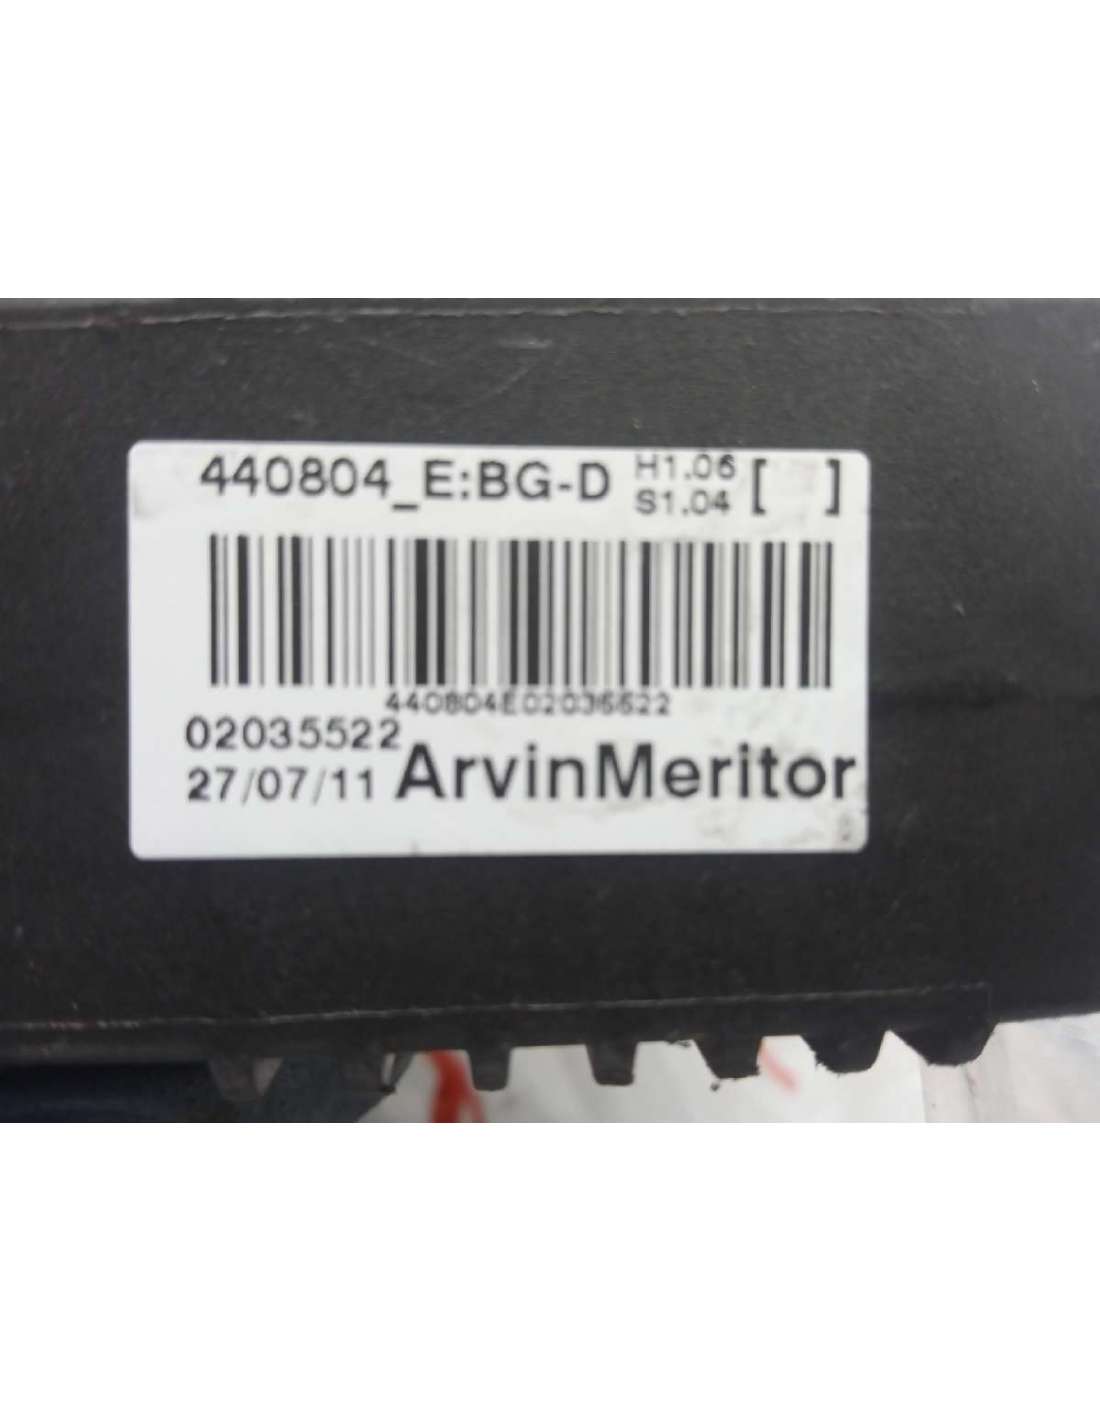 440804_E:BG-D H1.06 [ ]
S1.04
440804E02035522
02035522
27/07/11 ArvinMeritor